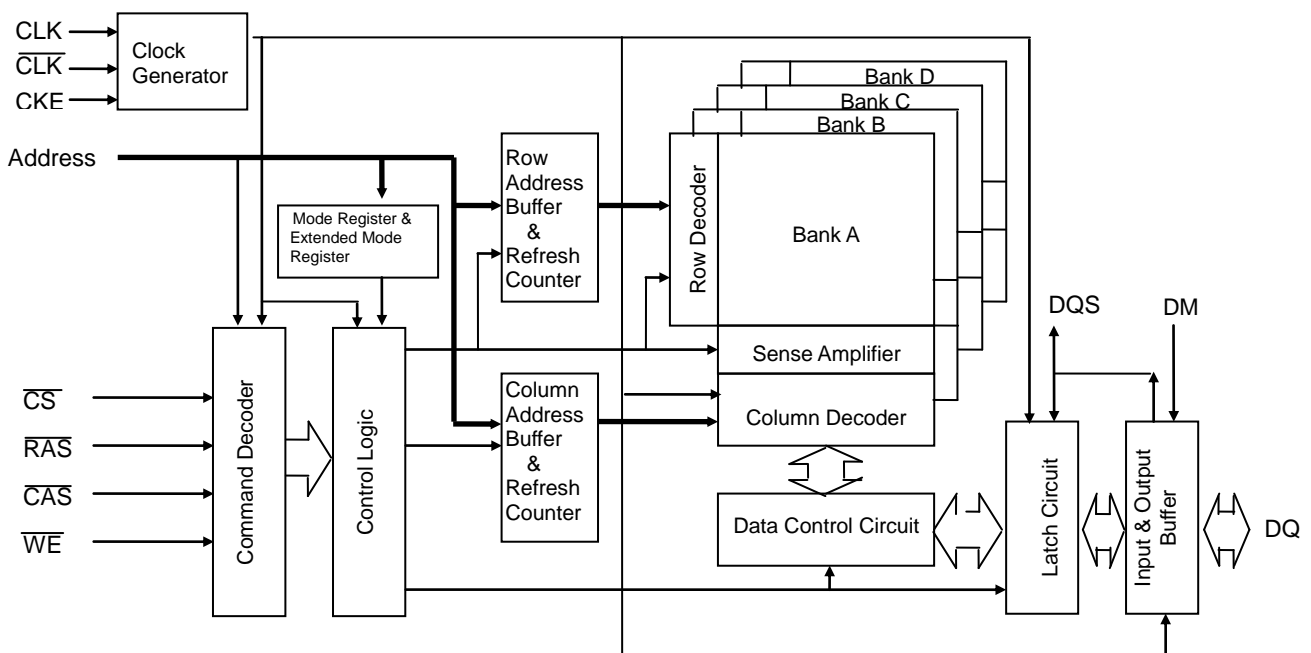 CLK
CLK
CKE
Clock
Generator
Address
Mode Register &
Extended Mode
Register
Row
Address
Buffer
&
Refresh
Counter
Row Decoder
Bank D
Bank C
Bank B
Bank A
Sense Amplifier
Column Decoder
CS
RAS
CAS
WE
Command Decoder
Control Logic
Column
Address
Buffer
&
Refresh
Counter
Data Control Circuit
DQS
DM
Latch Circuit
Input & Output
Buffer
DQ